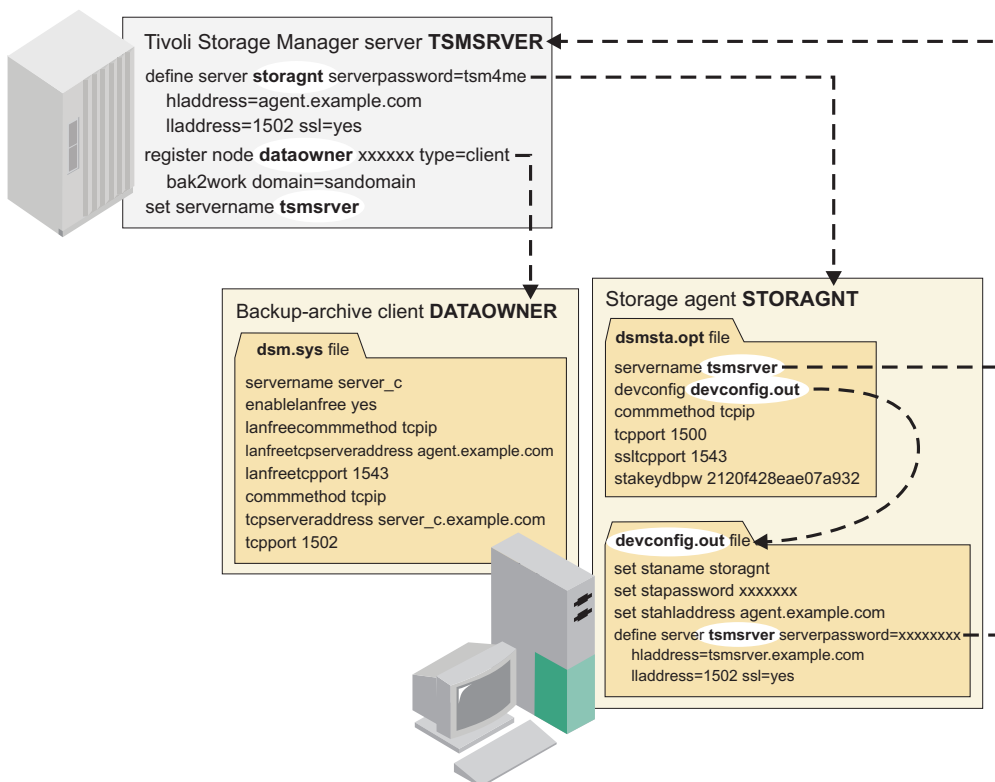 Tivoli Storage Manager server TSMSRVER
define server storagnt serverpassword=tsm4me
hladdress=agent.example.com
lladdress=1502 ssl=yes
register node dataowner xxxxxx type=client
bak2work domain=sandomain
set servername tsmsrver
Backup-archive client DATAOWNER
dsm.sys file
servername server_c
enablelanfree yes
lanfreecommmethod tcpip
lanfreetcpserveraddress agent.example.com
lanfreetcpport 1543
commmethod tcpip
tcpserveraddress server_c.example.com
tcpport 1502
Storage agent STORAGNT
dsmsta.opt file
servername tsmsrver
devconfig devconfig.out
commmethod tcpip
tcpport 1500
ssltcpport 1543
stakeydbpw 2120f428eae07a932
devconfig.out file
set staname storagnt
set stapassword xxxxxxx
set stahladdress agent.example.com
define server tsmsrver serverpassword=xxxxxxxx
hladdress=tsmsrver.example.com
lladdress=1502 ssl=yes